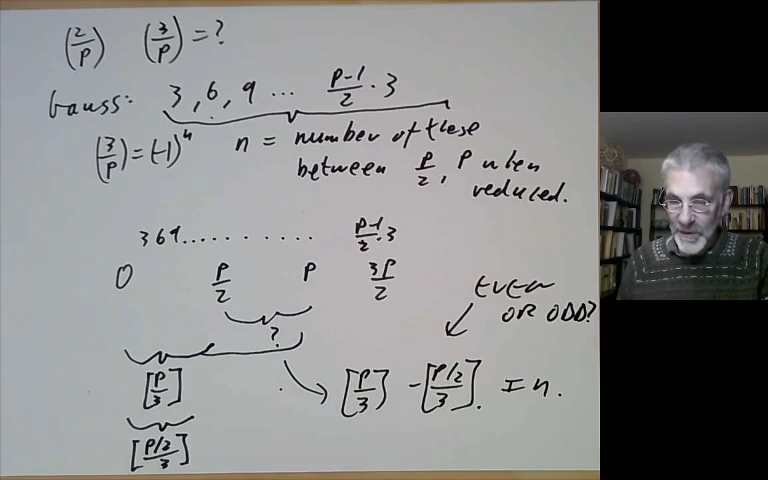 (2/p) (3/p) = ?
Gauss: 3, 6, 9 ... p-1/2 · 3
(3/p) = (-1)^n n = number of these
between p/2, p when
reduced.
3 6 9 . . . . . . . . . . . p-1/2 · 3
0 p/2 p 3p/2
EVEN
OR ODD?
?
[p/3] [p/3] - [p/2/3] = n.
[p/2/3]